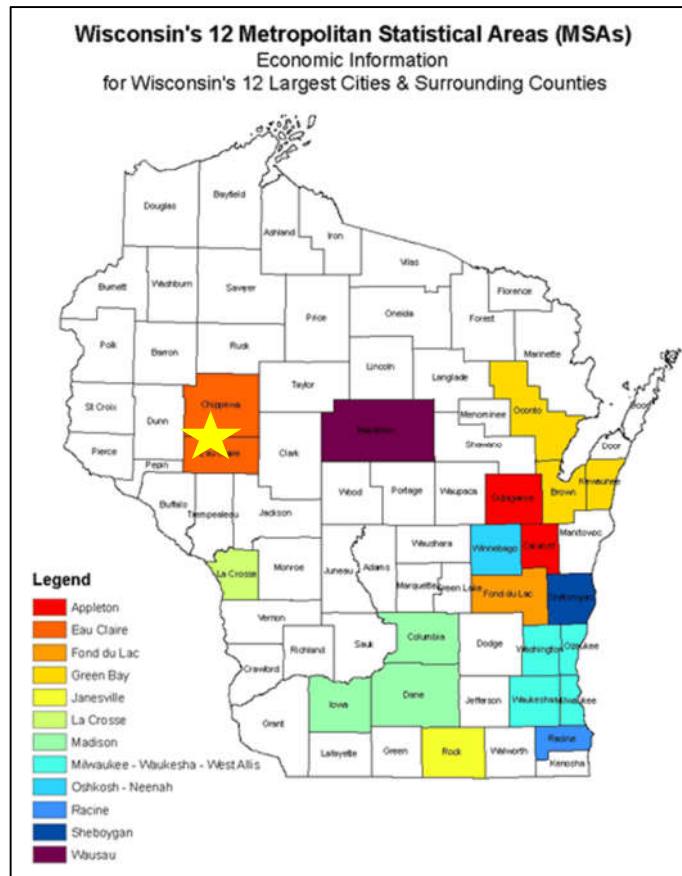 Wisconsin's 12 Metropolitan Statistical Areas (MSAs)
Economic Information
for Wisconsin's 12 Largest Cities & Surrounding Counties
Bayfield
Douglas
Ashland
Iron
Vilas
Burnett
Washburn
Sawyer
Florence
Price
Oneida
Forest
Marinette
Polk
Barron
Rusk
Lincoln
Langlade
Taylor
Chippewa
Oconto
Door
St Croix
Dunn
Menominee
Marathon
Shawano
Door
Pierce
Clark
Pepin
Wood
Portage
Waupaca
Outagamie
Brown
Kewaunee
Buffalo
Trempealeau
Jackson
Manitowoc
Waushara
Winnebago
Calumet
La Crosse
Monroe
Juneau
Adams
Marquette
Green Lake
Fond du Lac
Sheboygan
Vernon
Richland
Sauk
Columbia
Dodge
Washington
Ozaukee
Crawford
Dane
Iowa
Jefferson
Waukesha
Milwaukee
Grant
Lafayette
Green
Rock
Walworth
Racine
Kenosha
Legend
Appleton
Eau Claire
Fond du Lac
Green Bay
Janesville
La Crosse
Madison
Milwaukee - Waukesha - West Allis
Oshkosh - Neenah
Racine
Sheboygan
Wausau